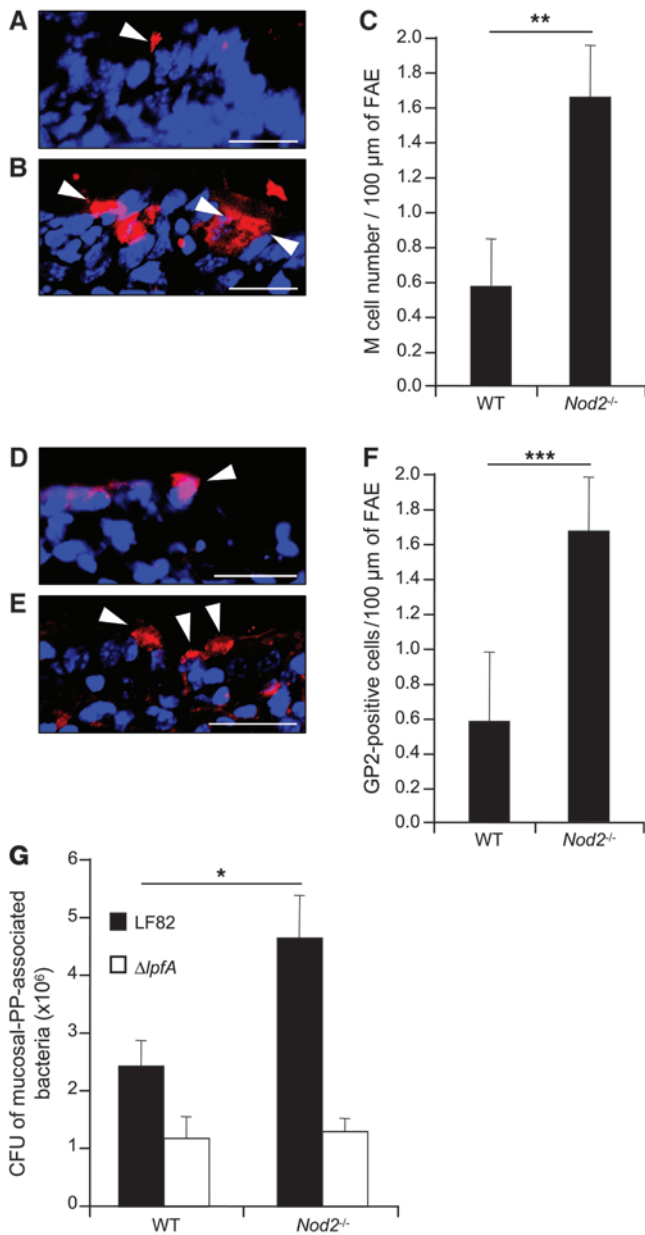 A
B
C
**
M cell number / 100 µm of FAE
2.0
1.8
1.6
1.4
1.2
1.0
0.8
0.6
0.4
0.2
0.0
WT
Nod2-/-
D
E
F
***
GP2-positive cells/100 µm of FAE
2.0
1.8
1.6
1.4
1.2
1.0
0.8
0.6
0.4
0.2
0.0
WT
Nod2-/-
G
*
LF82
ΔlpfA
CFU of mucosal-PP-associated
bacteria (x10⁶)
6
5
4
3
2
1
0
WT
Nod2-/-